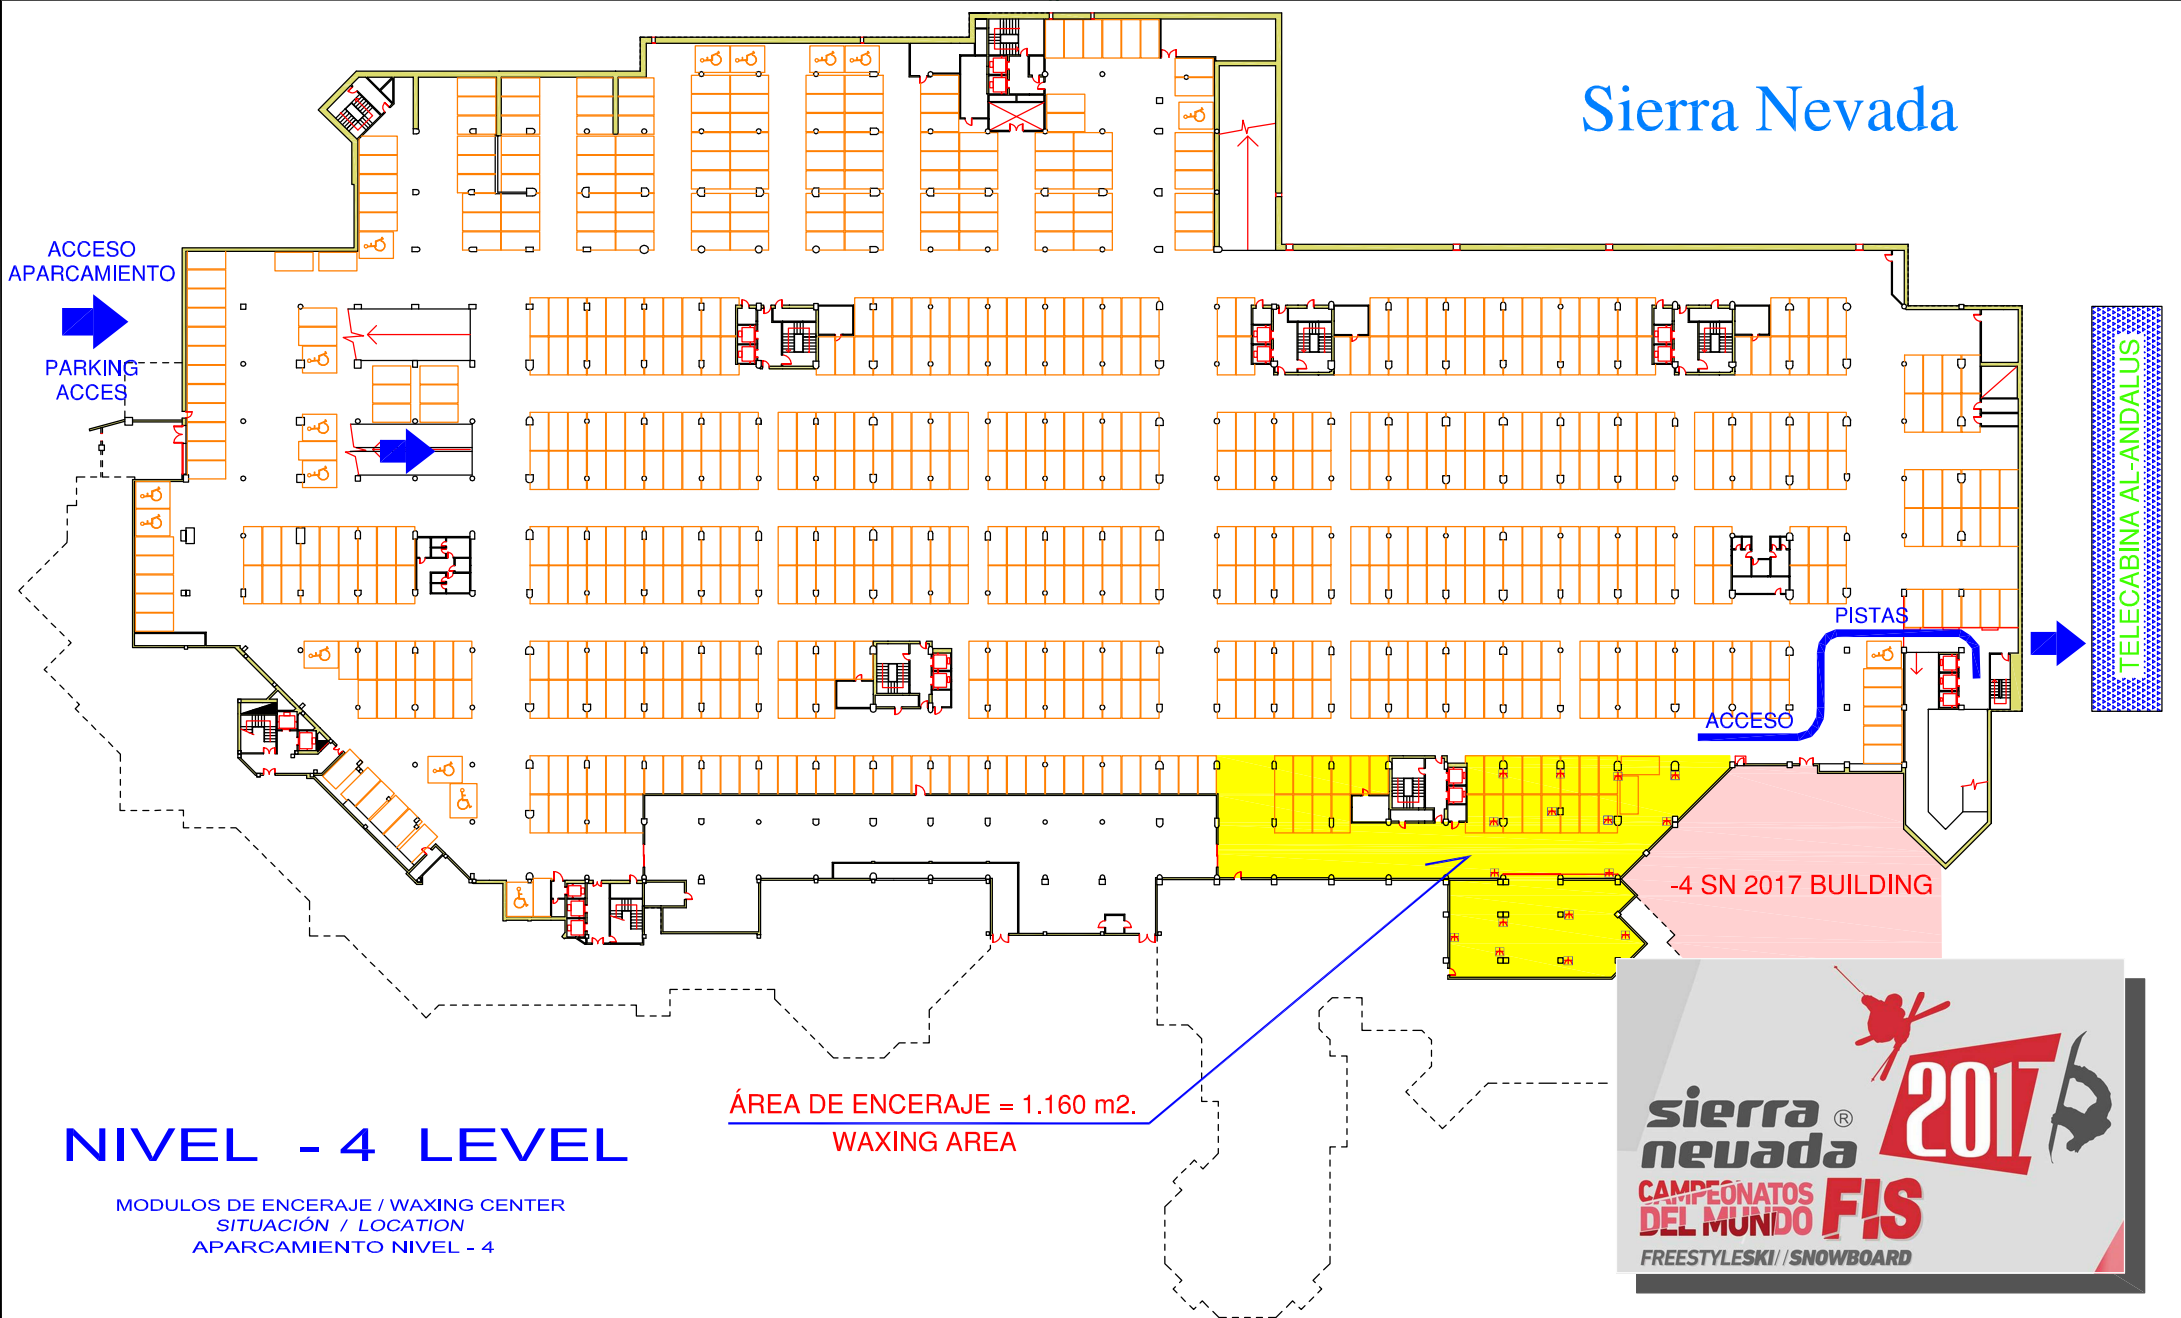 Sierra Nevada
ACCESO
APARCAMIENTO
PARKING
ACCES
TELECABINA AL-ANDALUS
PISTAS
ACCESO
-4 SN 2017 BUILDING
ÁREA DE ENCERAJE = 1.160 m2.
WAXING AREA
NIVEL - 4 LEVEL
MODULOS DE ENCERAJE / WAXING CENTER
SITUACIÓN / LOCATION
APARCAMIENTO NIVEL - 4
2017
sierra ®
nevada
CAMPEONATOS
DEL MUNDO FIS
FREESTYLESKI//SNOWBOARD